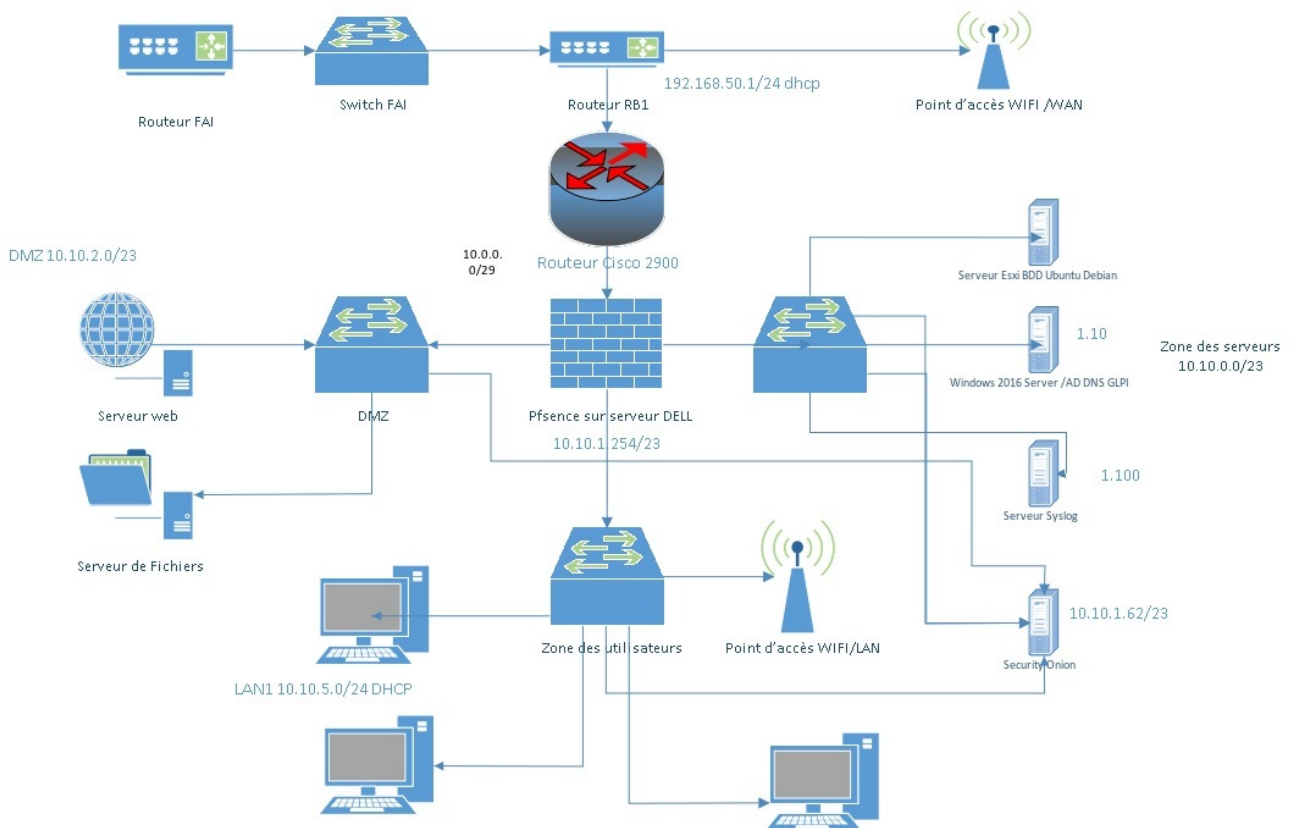 Routeur FAI
Switch FAI
Routeur RB1
192.168.50.1/24 dhcp
Point d'accès WIFI /WAN
DMZ 10.10.2.0/23
10.0.0.
0/29
Routeur Cisco 2900
Serveur Esxi BDD Ubuntu Debian
1.10
Windows 2016 Server /AD DNS GLPI
Zone des serveurs
10.10.0.0/23
Serveur web
DMZ
Pfsence sur serveur DELL
10.10.1.254/23
1.100
Serveur Syslog
Serveur de Fichiers
Zone des utilisateurs
Point d'accès WIFI/LAN
10.10.1.62/23
Security Onion
LAN1 10.10.5.0/24 DHCP